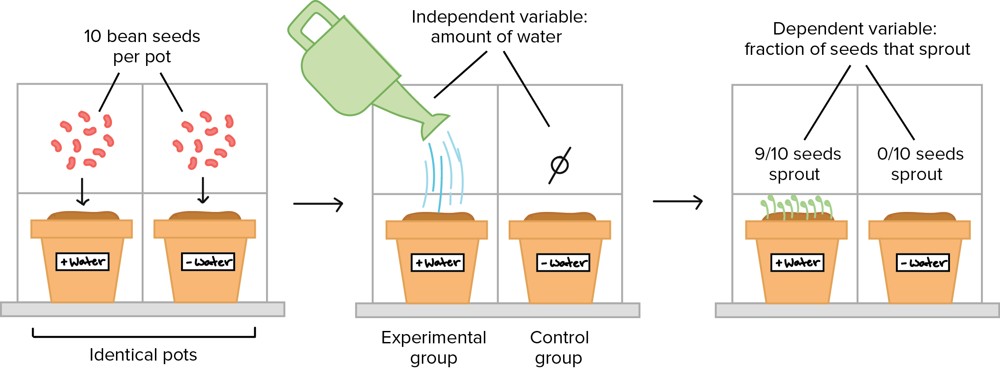 10 bean seeds
per pot
+ Water
- Water
Identical pots
Independent variable:
amount of water
+ Water
- Water
Experimental
group
Control
group
Dependent variable:
fraction of seeds that sprout
9/10 seeds
sprout
0/10 seeds
sprout
+ Water
- Water